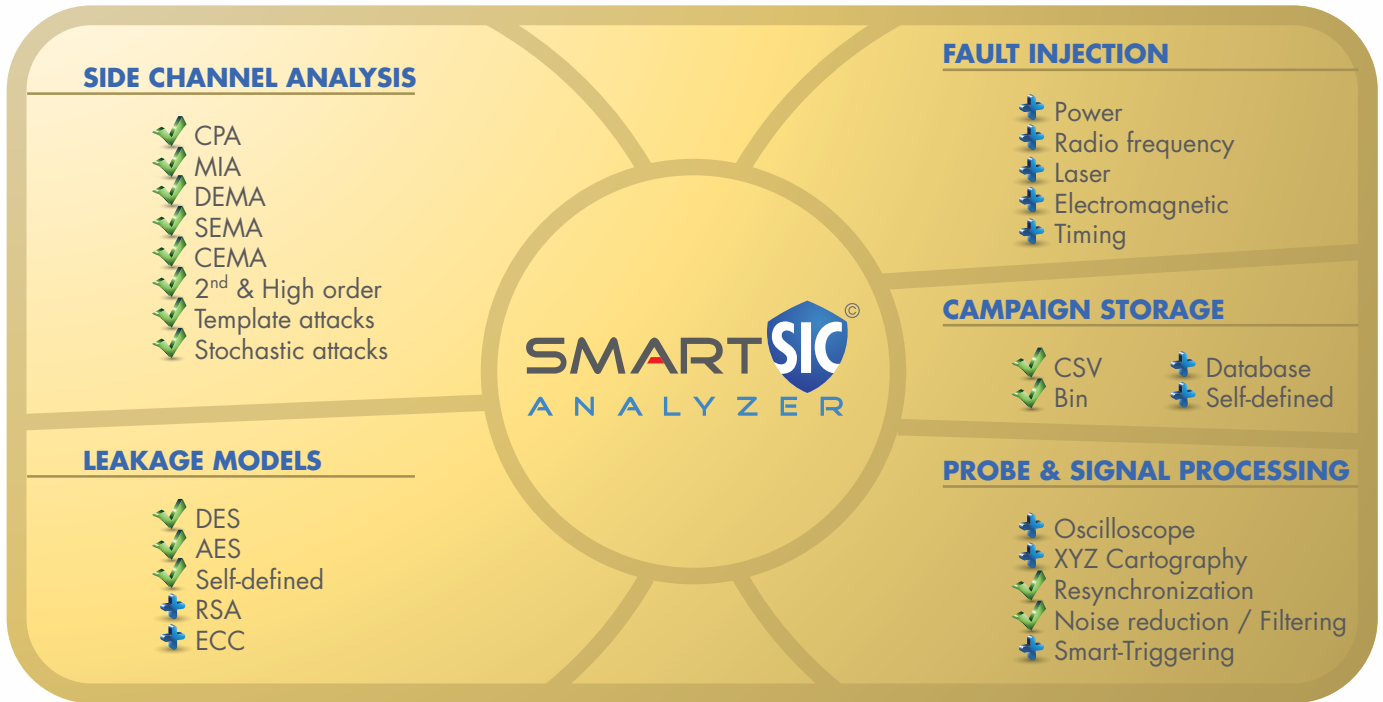 SIDE CHANNEL ANALYSIS
CPA
MIA
DEMA
SEMA
CEMA
2nd & High order
Template attacks
Stochastic attacks
LEAKAGE MODELS
DES
AES
Self-defined
RSA
ECC
SMART SIC ©
ANALYZER
FAULT INJECTION
Power
Radio frequency
Laser
Electromagnetic
Timing
CAMPAIGN STORAGE
CSV Database
Bin Self-defined
PROBE & SIGNAL PROCESSING
Oscilloscope
XYZ Cartography
Resynchronization
Noise reduction / Filtering
Smart-Triggering